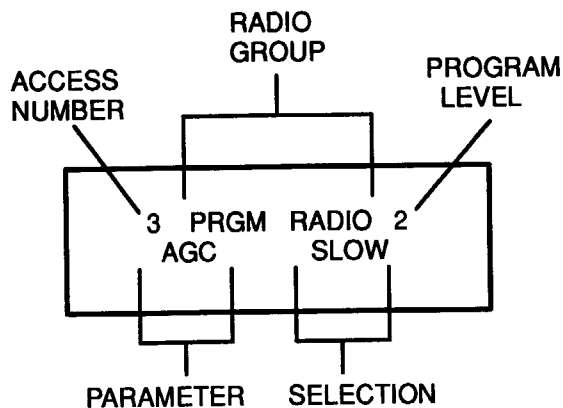 RADIO
GROUP
ACCESS
NUMBER
PROGRAM
LEVEL
3 PRGM RADIO 2
AGC SLOW
PARAMETER SELECTION